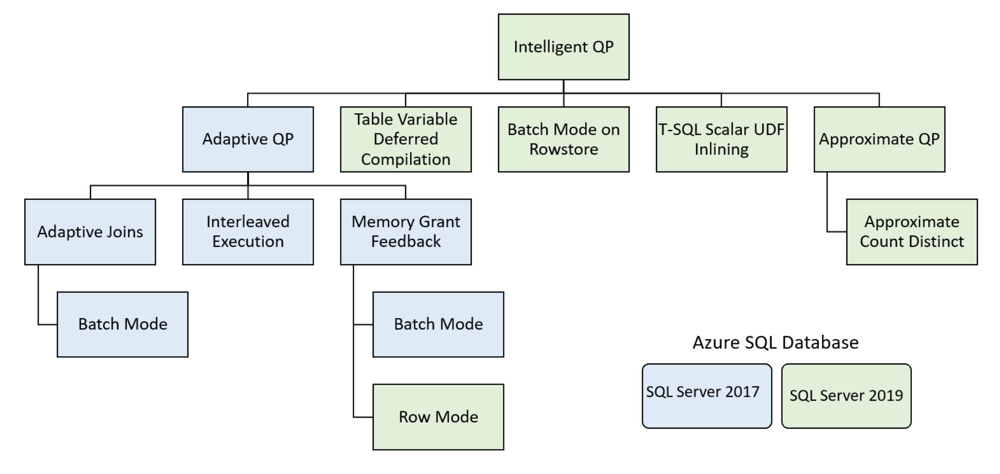 Intelligent QP
Adaptive QP
Table Variable
Deferred
Compilation
Batch Mode on
Rowstore
T-SQL Scalar UDF
Inlining
Approximate QP
Adaptive Joins
Interleaved
Execution
Memory Grant
Feedback
Approximate
Count Distinct
Batch Mode
Batch Mode
Row Mode
Azure SQL Database
SQL Server 2017
SQL Server 2019